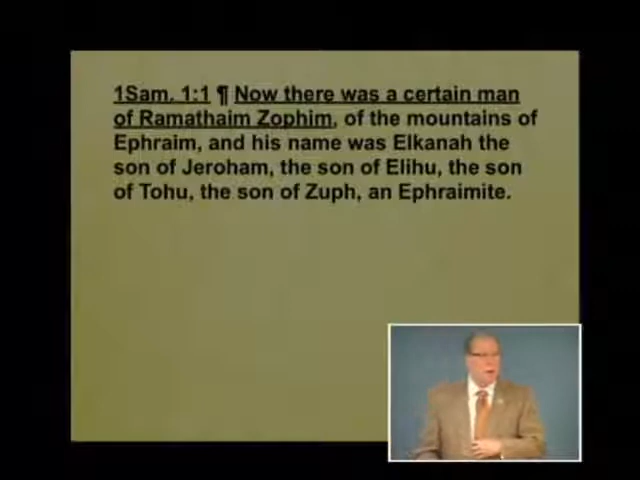 1Sam. 1:1 ¶ Now there was a certain man
of Ramathaim Zophim, of the mountains of
Ephraim, and his name was Elkanah the
son of Jeroham, the son of Elihu, the son
of Tohu, the son of Zuph, an Ephraimite.